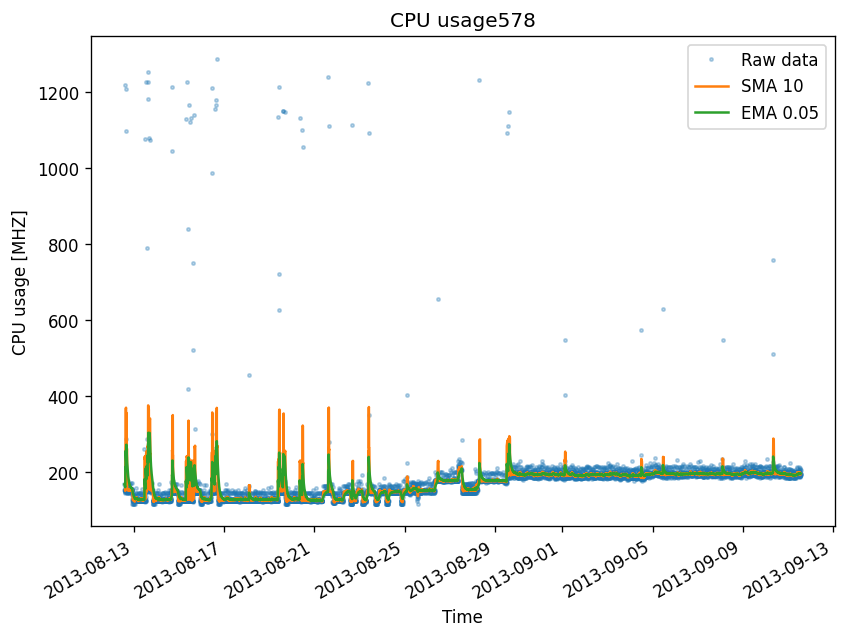 CPU usage578
Raw data
SMA 10
EMA 0.05
CPU usage [MHZ]
1200
1000
800
600
400
200
2013-08-13
2013-08-17
2013-08-21
2013-08-25
2013-08-29
2013-09-01
2013-09-05
2013-09-09
2013-09-13
Time